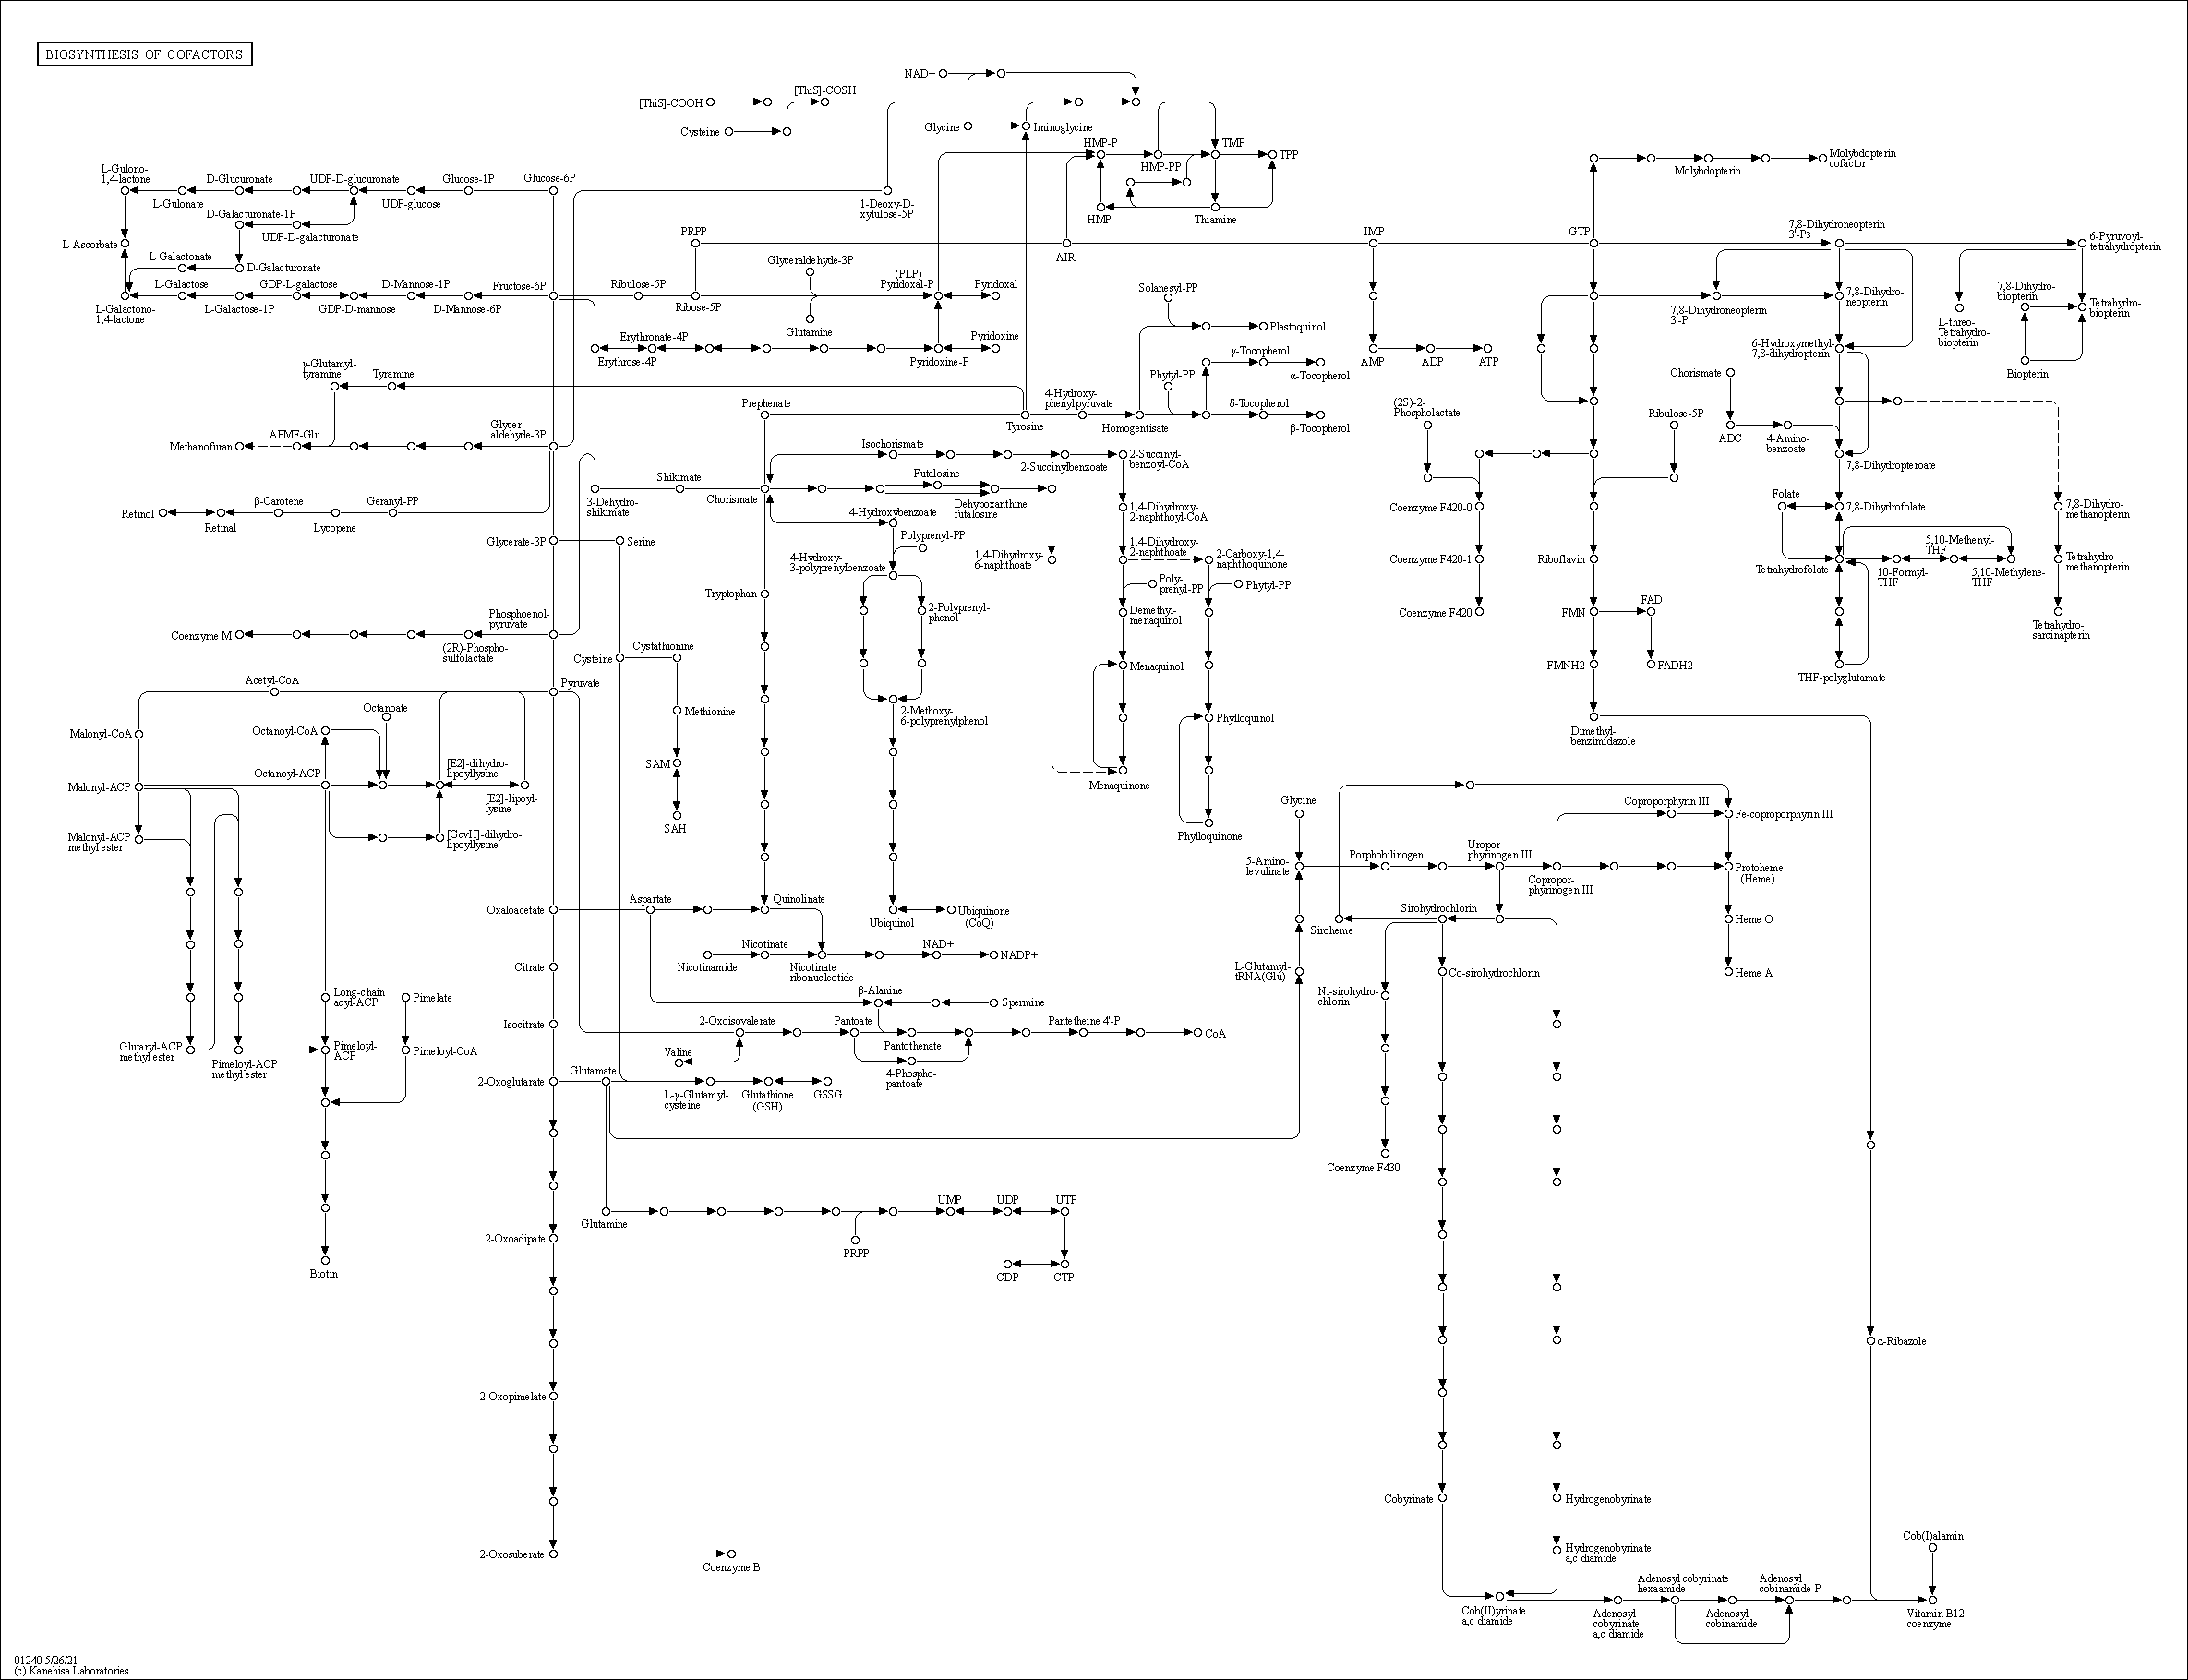 BIOSYNTHESIS OF COFACTORS
NAD+
[ThiS]-COSH
[ThiS]-COOH
Cysteine
Glycine
Iminoglycine
HMP-P
TMP
TPP
HMP-PP
HMP
Thiamine
Molybdopterin
cofactor
Molybdopterin
L-Gulono-
1,4-lactone
D-Glucuronate
UDP-D-glucuronate
Glucose-1P
Glucose-6P
L-Gulonate
UDP-glucose
1-Deoxy-D-
xylulose-5P
D-Galacturonate-1P
UDP-D-galacturonate
L-Ascorbate
PRPP
AIR
IMP
GTP
7,8-Dihydroneopterin
3'-P3
6-Pyruvoyl-
tetrahydropterin
L-Galactonate
D-Galacturonate
Glyceraldehyde-3P
L-Galactose
GDP-L-galactose
D-Mannose-1P
Fructose-6P
Ribulose-5P
(PLP)
Pyridoxal-P
Pyridoxal
L-Galactono-
1,4-lactone
L-Galactose-1P
GDP-D-mannose
D-Mannose-6P
Ribose-5P
Glutamine
Solanesyl-PP
Plastoquinol
7,8-Dihydroneopterin
3'-P
7,8-Dihydro-
neopterin
7,8-Dihydro-
biopterin
Tetrahydro-
biopterin
L-threo-
Tetrahydro-
biopterin
Biopterin
Erythronate-4P
Erythrose-4P
Pyridoxine-P
Pyridoxine
γ-Tocopherol
α-Tocopherol
AMP
ADP
ATP
6-Hydroxymethyl-
7,8-dihydropterin
γ-Glutamyl-
tyramine
Tyramine
Phytyl-PP
Chorismate
Prephenate
Tyrosine
4-Hydroxy-
phenylpyruvate
Homogentisate
δ-Tocopherol
β-Tocopherol
(2S)-2-
Phospholactate
Ribulose-5P
ADC
4-Amino-
benzoate
Methanofuran
APMF-Glu
Glycer-
aldehyde-3P
Isochorismate
2-Succinylbenzoate
2-Succinyl-
benzoyl-CoA
7,8-Dihydropteroate
Shikimate
3-Dehydro-
shikimate
Chorismate
Futalosine
Dehypoxanthine
futalosine
Retinol
Retinal
β-Carotene
Lycopene
Geranyl-PP
4-Hydroxybenzoate
1,4-Dihydroxy-
2-naphthoyl-CoA
Coenzyme F420-0
Folate
7,8-Dihydrofolate
7,8-Dihydro-
methanopterin
Glycerate-3P
Serine
Polyprenyl-PP
4-Hydroxy-
3-polyprenylbenzoate
1,4-Dihydroxy-
6-naphthoate
1,4-Dihydroxy-
2-naphthoate
2-Carboxy-1,4-
naphthoquinone
Coenzyme F420-1
Riboflavin
Tetrahydrofolate
10-Formyl-
THF
5,10-Methenyl-
THF
5,10-Methylene-
THF
Tetrahydro-
methanopterin
Tryptophan
Poly-
prenyl-PP
Phytyl-PP
2-Polyprenyl-
phenol
Demethyl-
menaquinol
Coenzyme F420
FMN
FAD
Tetrahydro-
sarcinapterin
Coenzyme M
(2R)-Phospho-
sulfolactate
Phosphoenol-
pyruvate
Cysteine
Cystathionine
Menaquinol
FMNH2
FADH2
THF-polyglutamate
Acetyl-CoA
Pyruvate
Methionine
2-Methoxy-
6-polyprenylphenol
Phylloquinol
Dimethyl-
benzimidazole
Malonyl-CoA
Octanoyl-CoA
Octanoate
SAM
SAH
Menaquinone
Phylloquinone
Malonyl-ACP
Octanoyl-ACP
[E2]-dihydro-
lipoyllysine
[E2]-lipoyl-
lysine
Malonyl-ACP
methyl ester
[GcvH]-dihydro-
lipoyllysine
Glycine
Coproporphyrin III
Fe-coproporphyrin III
5-Amino-
levulinate
Porphobilinogen
Uropor-
phyrinogen III
Copropor-
phyrinogen III
Protoheme
(Heme)
Oxaloacetate
Aspartate
Quinolinate
Ubiquinol
Ubiquinone
(CoQ)
Siroheme
Sirohydrochlorin
Heme O
Nicotinamide
Nicotinate
Nicotinate
ribonucleotide
NAD+
NADP+
Citrate
L-Glutamyl-
tRNA(Glu)
Co-sirohydrochlorin
Heme A
Ni-sirohydro-
chlorin
Long-chain
acyl-ACP
Pimelate
β-Alanine
Spermine
Isocitrate
2-Oxoisovalerate
Pantoate
Pantothenate
Pantetheine 4'-P
CoA
Glutaryl-ACP
methyl ester
Pimeloyl-ACP
methyl ester
Pimeloyl-
ACP
Pimeloyl-CoA
Valine
4-Phospho-
pantoate
2-Oxoglutarate
Glutamate
L-γ-Glutamyl-
cysteine
Glutathione
(GSH)
GSSG
Coenzyme F430
Glutamine
UMP
UDP
UTP
PRPP
CDP
CTP
2-Oxoadipate
Biotin
α-Ribazole
2-Oxopimelate
Cobyrinate
Hydrogenobyrinate
2-Oxosuberate
Coenzyme B
Hydrogenobyrinate
a,c diamide
Cob(I)alamin
Cob(II)yrinate
a,c diamide
Adenosyl
cobyrinate
a,c diamide
Adenosyl cobyrinate
hexaamide
Adenosyl
cobinamide
Adenosyl
cobinamide-P
Vitamin B12
coenzyme
01240 5/26/21
(c) Kanehisa Laboratories